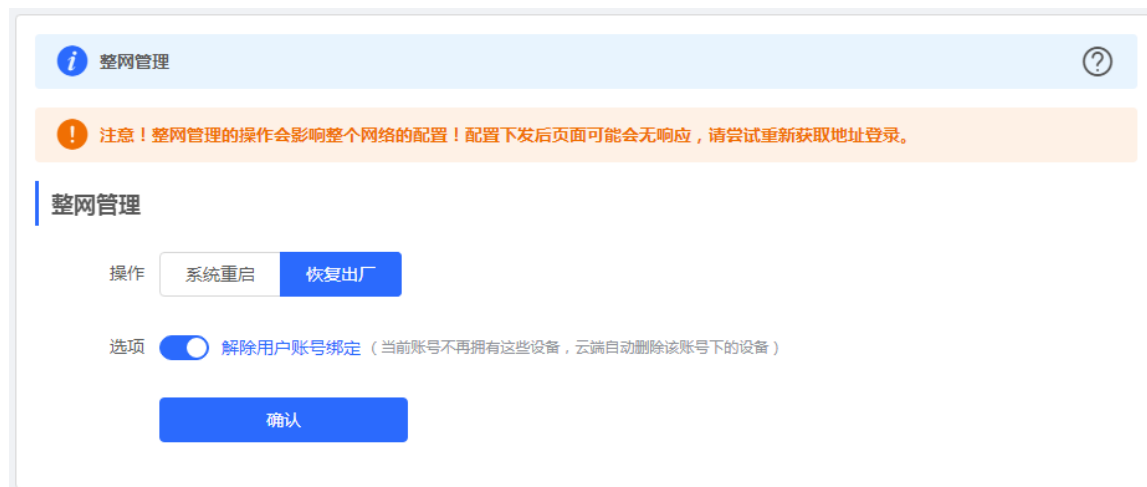 整网管理
注意！整网管理的操作会影响整个网络的配置！配置下发后页面可能会无响应，请尝试重新获取地址登录。
整网管理
操作 系统重启 恢复出厂
选项 解除用户账号绑定（当前账号不再拥有这些设备，云端自动删除该账号下的设备）
确认